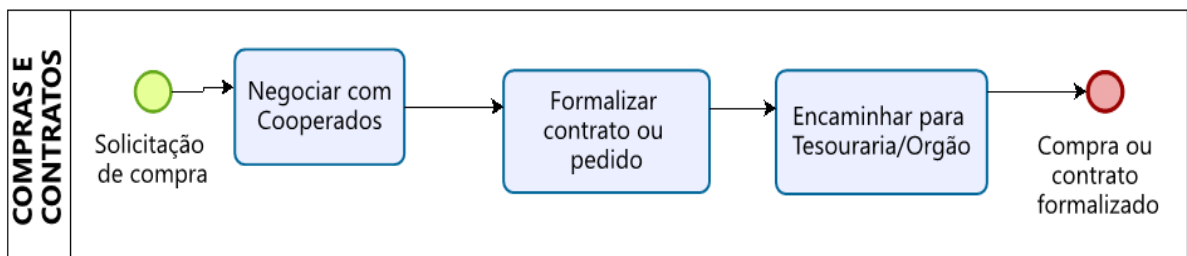 COMPRAS E
CONTRATOS
Solicitação
de compra
Negociar com
Cooperados
Formalizar
contrato ou
pedido
Encaminhar para
Tesouraria/Orgão
Compra ou
contrato
formalizado